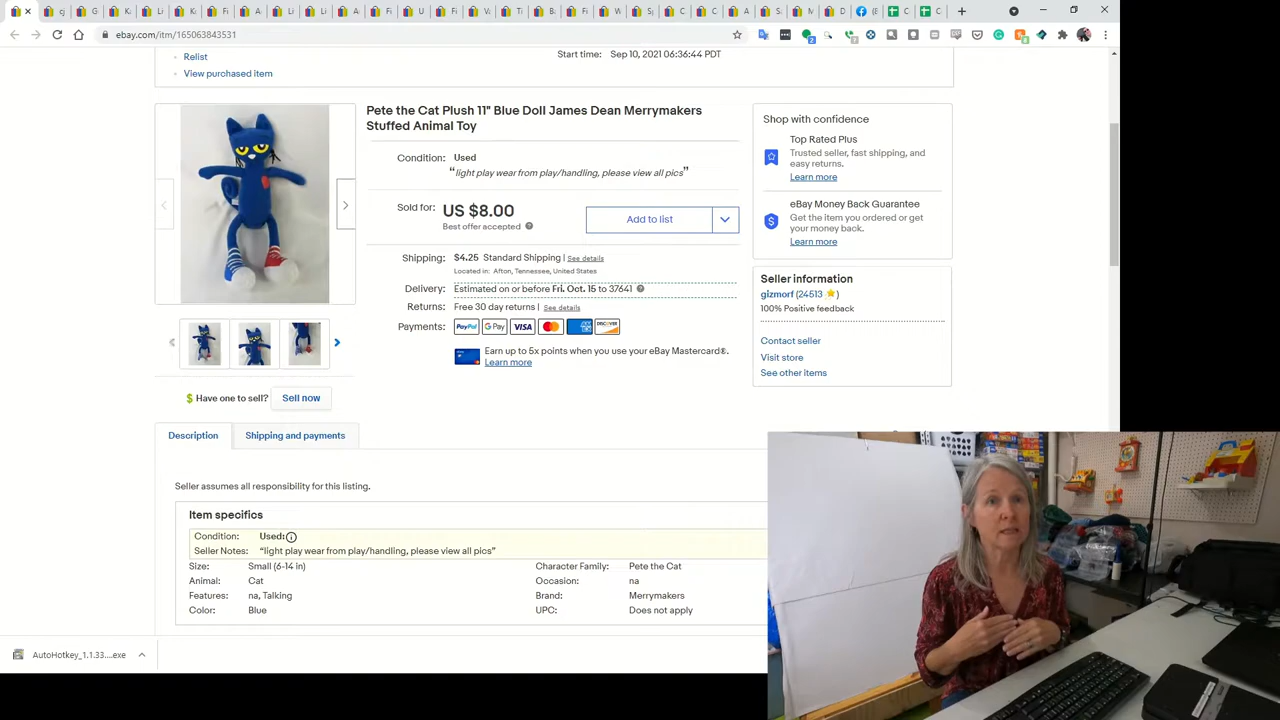 ebay.com/itm/165063843531
Relist
View purchased item
Start time: Sep 10, 2021 06:36:44 PDT
Pete the Cat Plush 11" Blue Doll James Dean Merrymakers
Stuffed Animal Toy
Condition: Used
“light play wear from play/handling, please view all pics”
Sold for: US $8.00
Best offer accepted
Add to list
Shipping: $4.25 Standard Shipping | See details
Located in: Afton, Tennessee, United States
Delivery: Estimated on or before Fri. Oct. 15 to 37641
Returns: Free 30 day returns | See details
Payments: PayPal G Pay VISA DISCOVER
Earn up to 5x points when you use your eBay Mastercard®.
Learn more
Shop with confidence
Top Rated Plus
Trusted seller, fast shipping, and
easy returns.
Learn more
eBay Money Back Guarantee
Get the item you ordered or get
your money back.
Learn more
Seller information
gizmorf (24513 )
100% Positive feedback
Contact seller
Visit store
See other items
$ Have one to sell? Sell now
Description Shipping and payments
Seller assumes all responsibility for this listing.
Item specifics
Condition: Used:
Seller Notes: “light play wear from play/handling, please view all pics”
Size: Small (6-14 in) Character Family: Pete the Cat
Animal: Cat Occasion: na
Features: na, Talking Brand: Merrymakers
Color: Blue UPC: Does not apply
AutoHotkey_1.1.33....exe